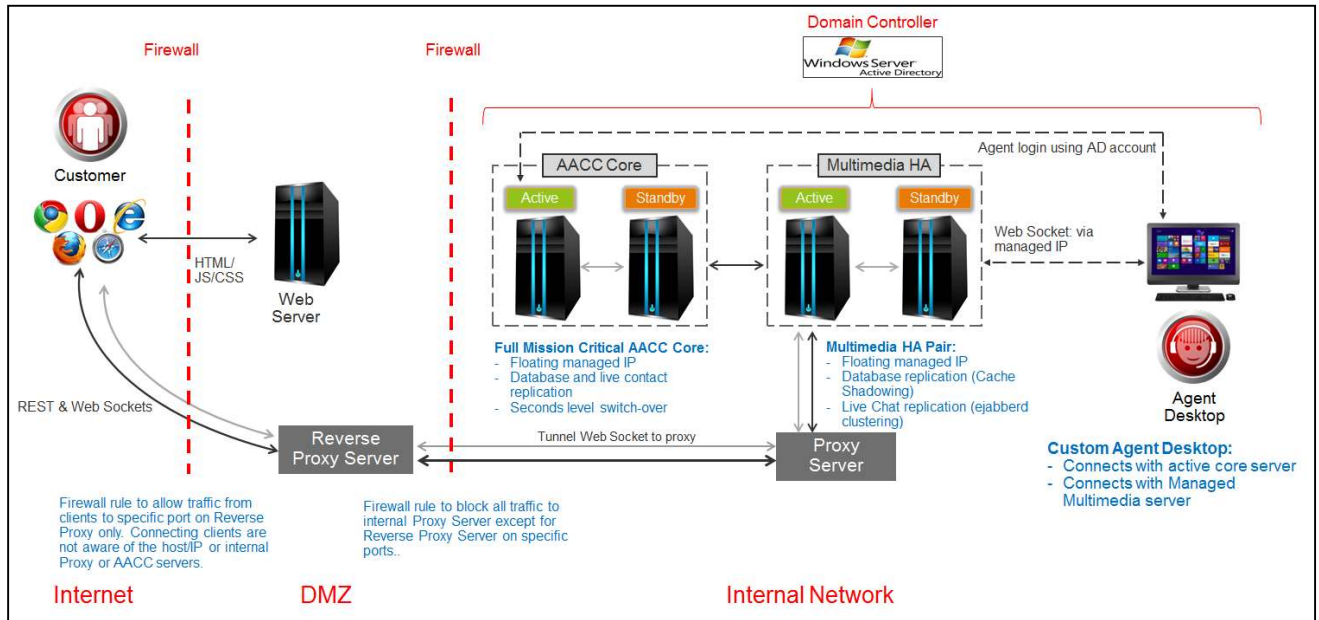 Domain Controller
Firewall
Firewall
Windows Server
Active Directory
Customer
HTML/
JS/CSS
Web
Server
AACC Core
Active
Standby
Multimedia HA
Active
Standby
Agent login using AD account
Web Socket: via
managed IP
Full Mission Critical AACC Core:
- Floating managed IP
- Database and live contact
replication
- Seconds level switch-over
Multimedia HA Pair:
- Floating managed IP
- Database replication (Cache
Shadowing)
- Live Chat replication (ejabberd
clustering)
Agent
Desktop
REST & Web Sockets
Reverse
Proxy Server
Tunnel Web Socket to proxy
Proxy
Server
Custom Agent Desktop:
- Connects with active core server
- Connects with Managed
Multimedia server
Firewall rule to allow traffic from
clients to specific port on Reverse
Proxy only. Connecting clients are
not aware of the host/IP or internal
Proxy or AACC servers.
Firewall rule to block all traffic to
internal Proxy Server except for
Reverse Proxy Server on specific
ports..
Internet
DMZ
Internal Network